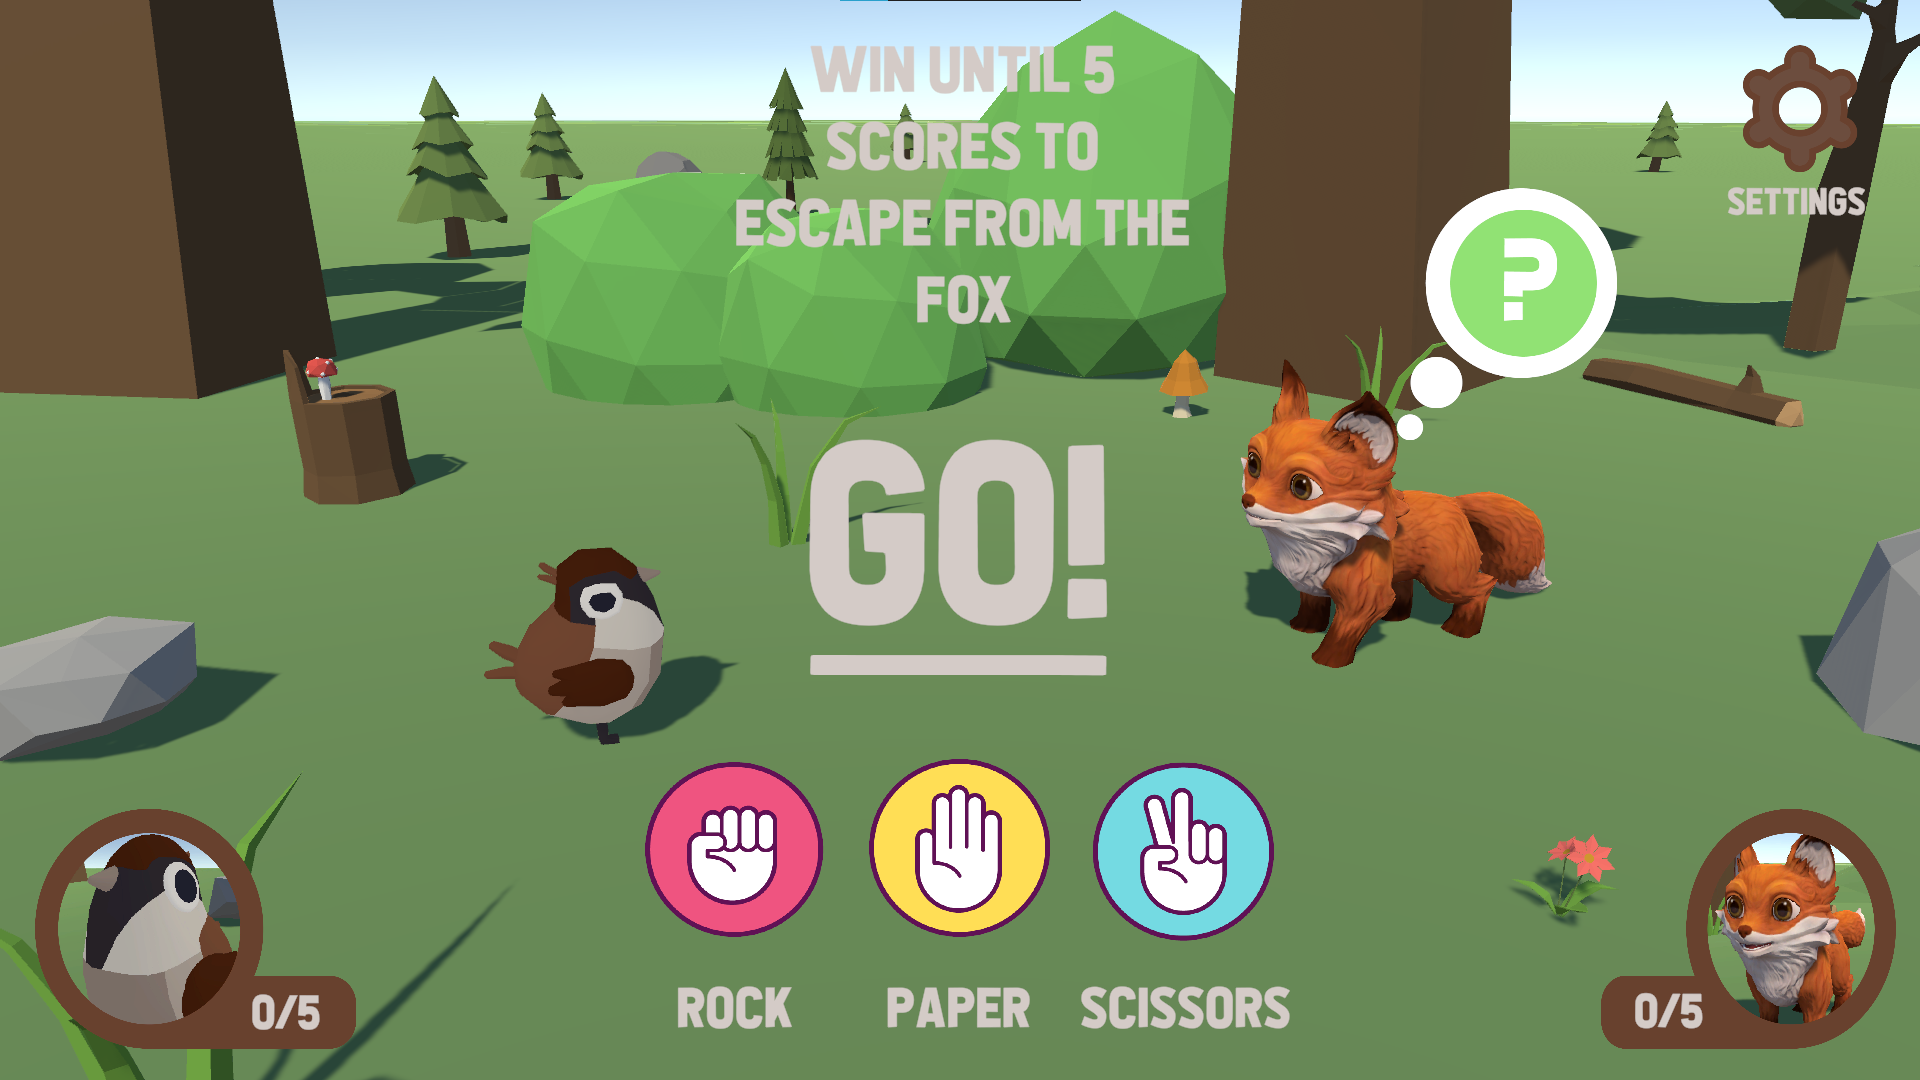 WIN UNTIL 5
SCORES TO
ESCAPE FROM THE
FOX
SETTINGS
?
GO!
ROCK
PAPER
SCISSORS
0/5
0/5